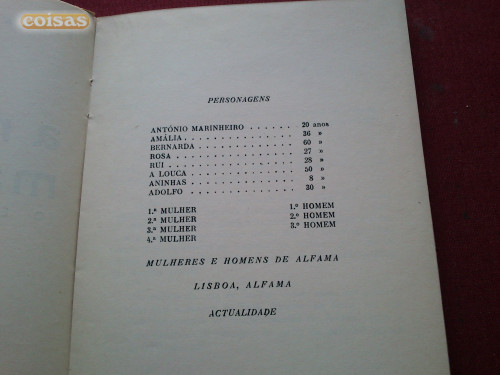 coisas
PERSONAGENS
ANTÓNIO MARINHEIRO . . . . . . 20 anos
AMÁLIA . . . . . . . . . . . . . . 36 »
BERNARDA . . . . . . . . . . . . 60 »
ROSA . . . . . . . . . . . . . . . 27 »
RUI . . . . . . . . . . . . . . . . 28 »
A LOUCA . . . . . . . . . . . . . 50 »
ANINHAS . . . . . . . . . . . . . 8 »
ADOLFO . . . . . . . . . . . . . 30 »
1.ª MULHER 1.º HOMEM
2.ª MULHER 2.º HOMEM
3.ª MULHER 3.º HOMEM
4.ª MULHER
MULHERES E HOMENS DE ALFAMA
LISBOA, ALFAMA
ACTUALIDADE